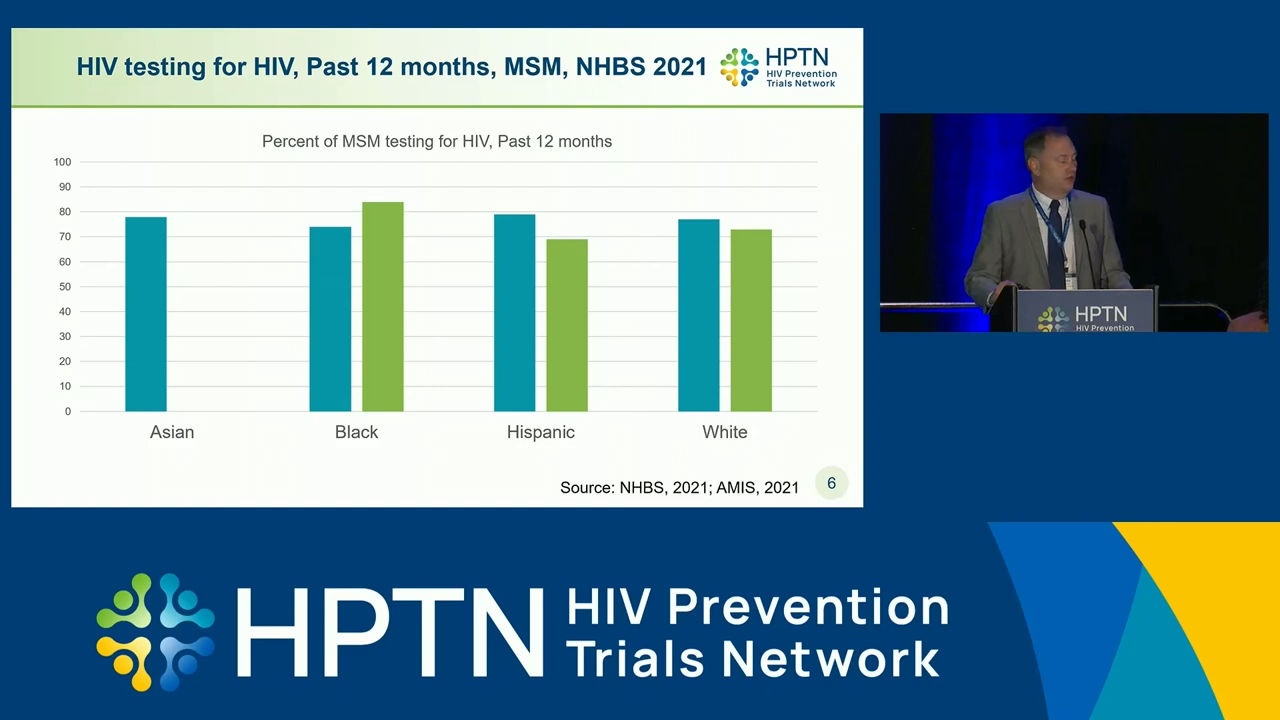 HIV testing for HIV, Past 12 months, MSM, NHBS 2021
HPTN
HIV Prevention
Trials Network
Percent of MSM testing for HIV, Past 12 months
100
90
80
70
60
50
40
30
20
10
0
Asian
Black
Hispanic
White
Source: NHBS, 2021; AMIS, 2021
6
HPTN
HIV Prevention
HPTN
HIV Prevention
Trials Network